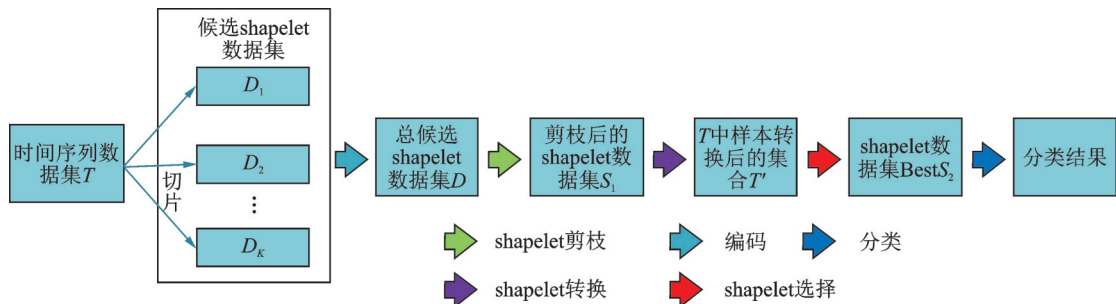 候选shapelet
数据集
D₁
D₂
⋮
D_K
切
片
时间序列数
据集T
总候选
shapelet
数据集D
剪枝后的
shapelet数
据集S₁
T中样本转
换后的集
合T′
shapelet数
据集BestS₂
分类结果
shapelet剪枝
编码
分类
shapelet转换
shapelet选择